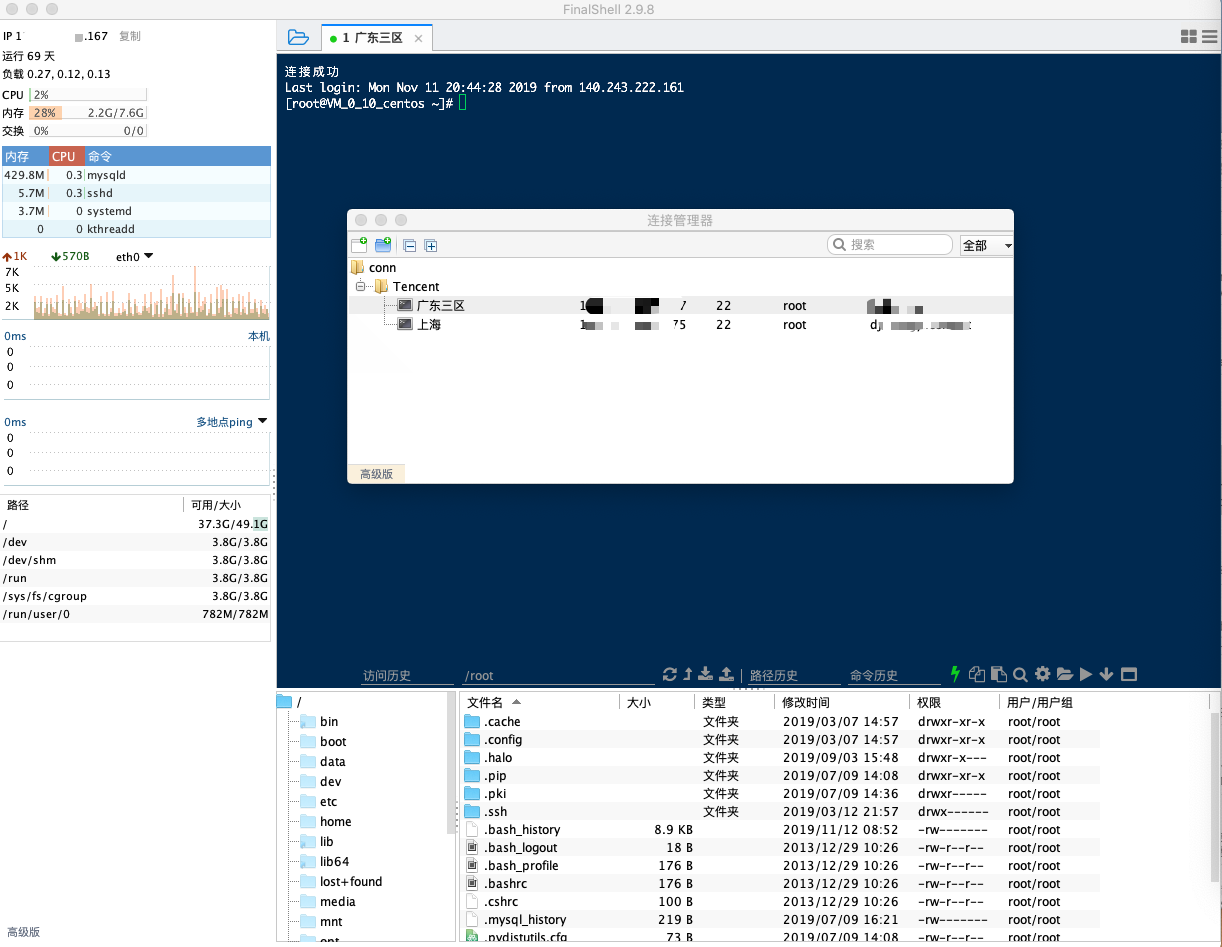 FinalShell 2.9.8
IP 1 .167 复制
运行 69 天
负载 0.27, 0.12, 0.13
CPU 2%
内存 28% 2.2G/7.6G
交换 0% 0/0
内存 CPU 命令
429.8M 0.3 mysqld
5.7M 0.3 sshd
3.7M 0 systemd
0 0 kthreadd
1K 570B eth0
7K
5K
2K
0ms 本机
0
0
0
0ms 多地点ping
0
0
0
路径 可用/大小
/ 37.3G/49.1G
/dev 3.8G/3.8G
/dev/shm 3.8G/3.8G
/run 3.8G/3.8G
/sys/fs/cgroup 3.8G/3.8G
/run/user/0 782M/782M
高级版
1 广东三区
连接成功
Last login: Mon Nov 11 20:44:28 2019 from 140.243.222.161
[root@VM_0_10_centos ~]#
连接管理器
搜索 全部
conn
Tencent
广东三区 1 7 22 root
上海 1 75 22 root
高级版
访问历史 /root 路径历史 命令历史
/
bin
boot
data
dev
etc
home
lib
lib64
lost+found
media
mnt
文件名 大小 类型 修改时间 权限 用户/用户组
.cache 文件夹 2019/03/07 14:57 drwxr-xr-x root/root
.config 文件夹 2019/03/07 14:57 drwxr-xr-x root/root
.halo 文件夹 2019/09/03 15:48 drwxr-x--- root/root
.pip 文件夹 2019/07/09 14:08 drwxr-xr-x root/root
.pki 文件夹 2019/07/09 14:36 drwxr----- root/root
.ssh 文件夹 2019/03/12 21:57 drwx------ root/root
.bash_history 8.9 KB 2019/11/12 08:52 -rw------- root/root
.bash_logout 18 B 2013/12/29 10:26 -rw-r--r-- root/root
.bash_profile 176 B 2013/12/29 10:26 -rw-r--r-- root/root
.bashrc 176 B 2013/12/29 10:26 -rw-r--r-- root/root
.cshrc 100 B 2013/12/29 10:26 -rw-r--r-- root/root
.mysql_history 219 B 2019/07/09 16:21 -rw------- root/root
.pydistutils.cfg 73 B 2019/07/09 14:08 -rw-r--r-- root/root